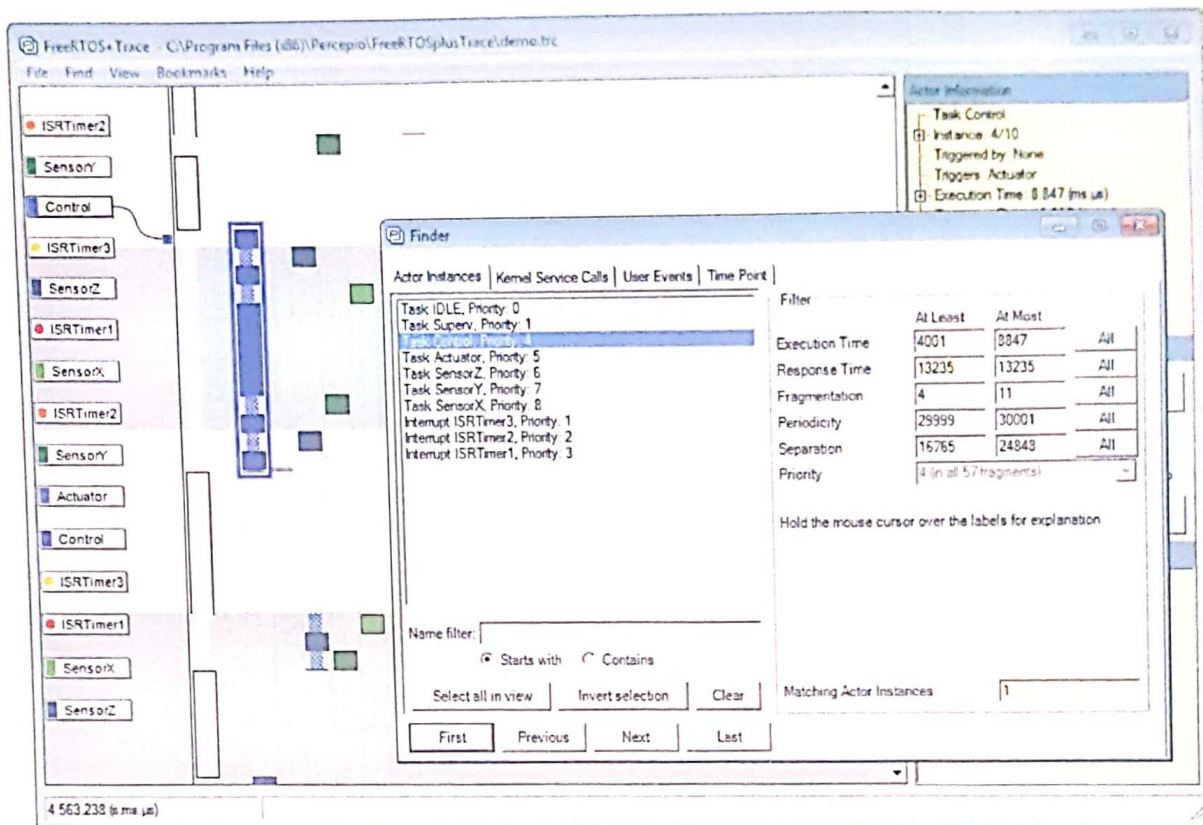 FreeRTOS+Trace - C:\Program Files (x86)\Percepio\FreeRTOSplusTrace\demo.trc
File Find View Bookmarks Help
ISRTimer2
SensorY
Control
ISRTimer3
SensorZ
ISRTimer1
SensorX
ISRTimer2
SensorY
Actuator
Control
ISRTimer3
ISRTimer1
SensorX
SensorZ
4.563.238 (s.ms.µs)
Actor Information
Task Control
Instance: 4/10
Triggered by: None
Triggers: Actuator
Execution Time: 8.847 (ms.µs)
Finder
Actor Instances Kernel Service Calls User Events Time Point
Task IDLE, Priority: 0
Task Superv, Priority: 1
Task Control, Priority: 4
Task Actuator, Priority: 5
Task SensorZ, Priority: 6
Task SensorY, Priority: 7
Task SensorX, Priority: 8
Interrupt ISRTimer3, Priority: 1
Interrupt ISRTimer2, Priority: 2
Interrupt ISRTimer1, Priority: 3
Name filter:
Starts with Contains
Select all in view Invert selection Clear
First Previous Next Last
Filter
At Least At Most
Execution Time 4001 8847 All
Response Time 13235 13235 All
Fragmentation 4 11 All
Periodicity 29999 30001 All
Separation 16765 24848 All
Priority 4 (in all 57 fragments)
Hold the mouse cursor over the labels for explanation
Matching Actor Instances 1